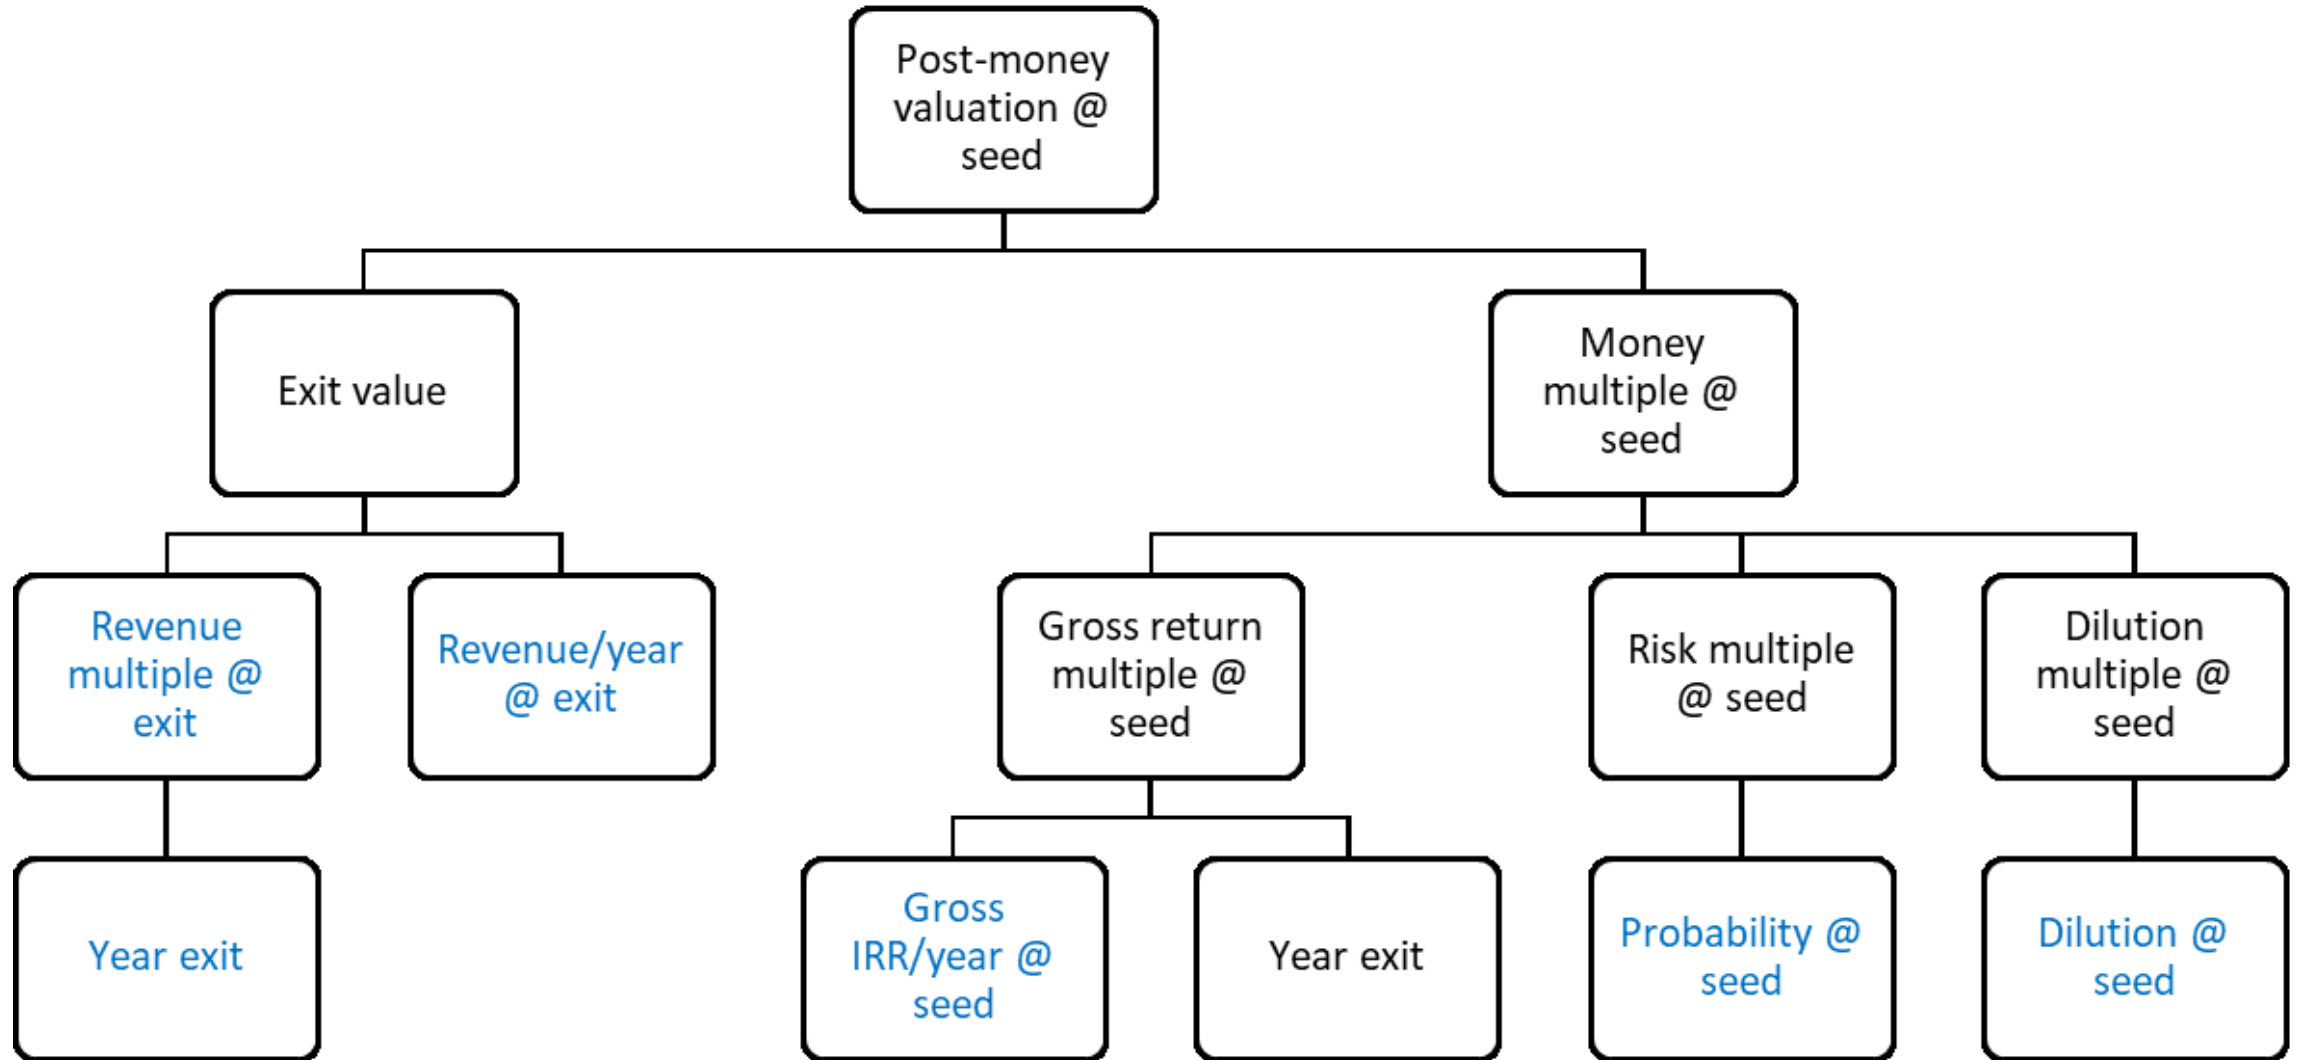 Post-money
valuation @
seed
Exit value
Money
multiple @
seed
Revenue
multiple @
exit
Revenue/year
@ exit
Gross return
multiple @
seed
Risk multiple
@ seed
Dilution
multiple @
seed
Year exit
Gross
IRR/year @
seed
Year exit
Probability @
seed
Dilution @
seed